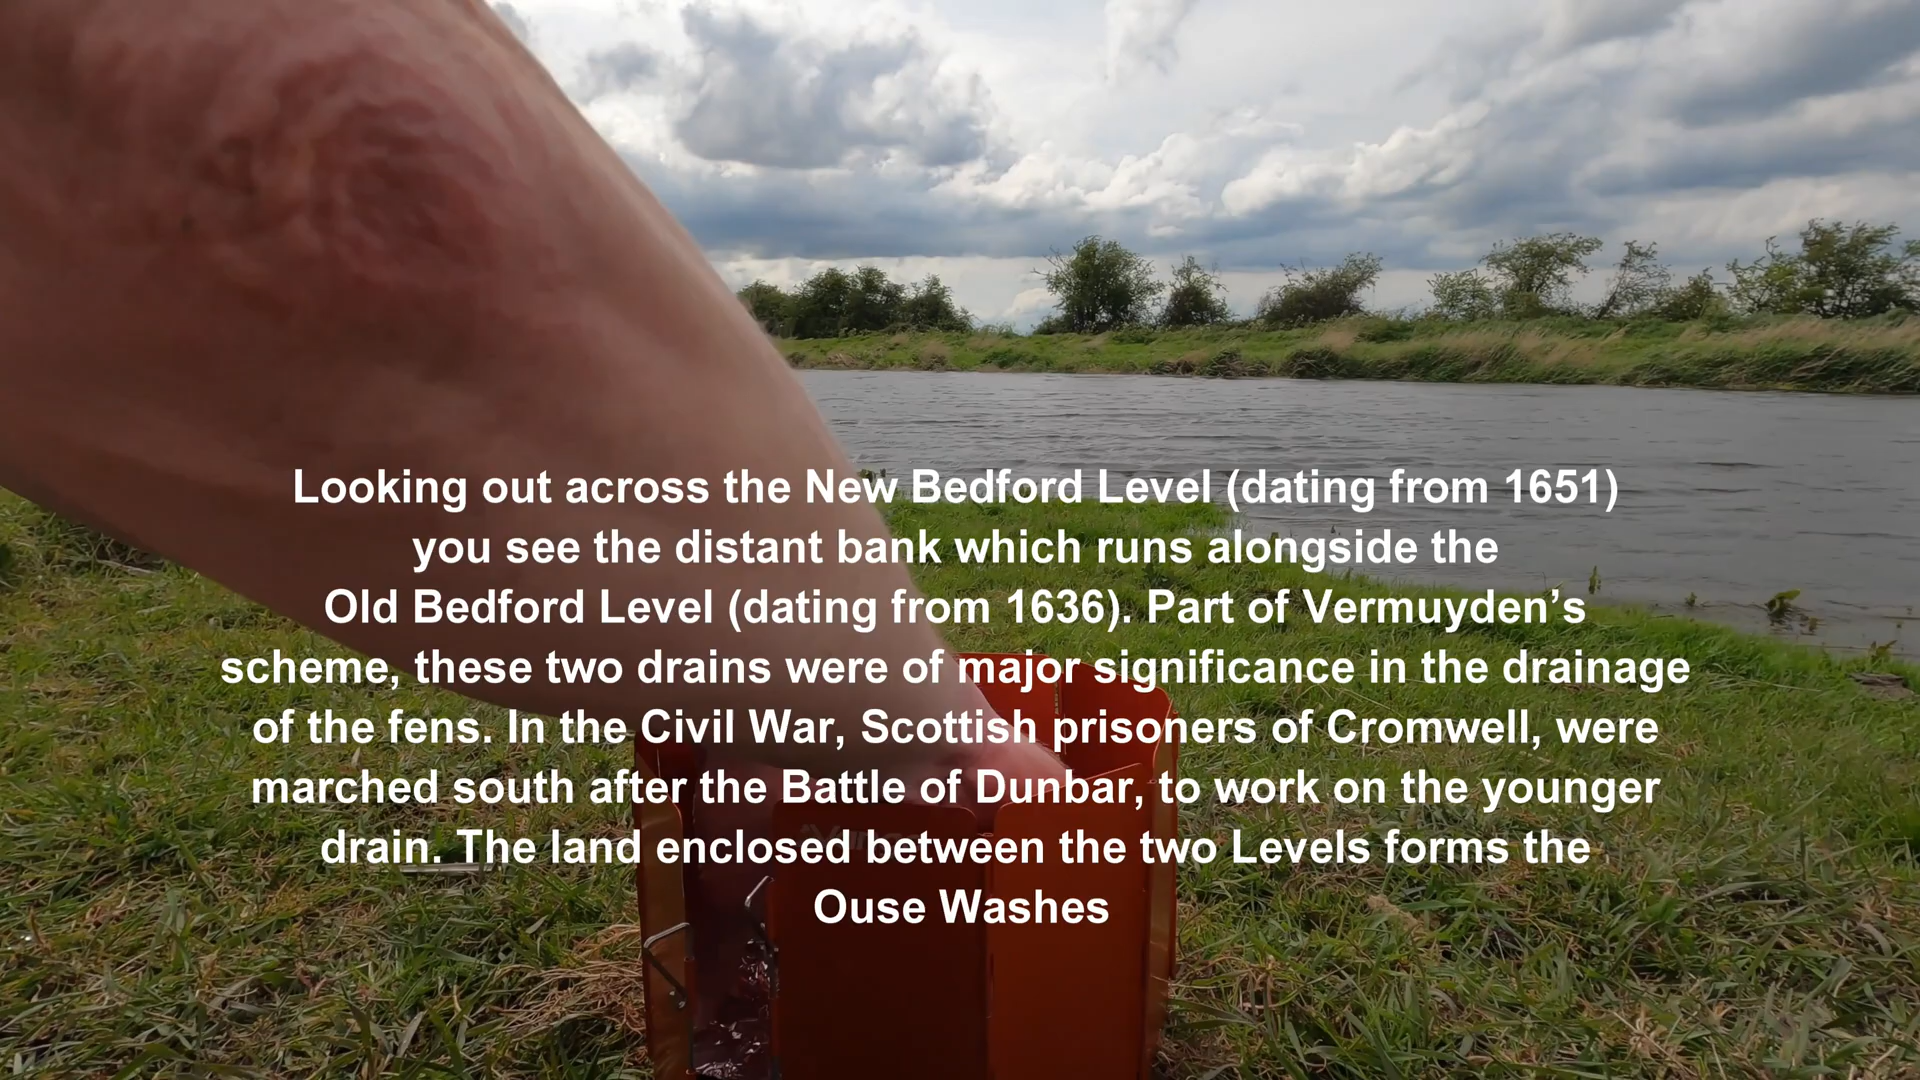 Looking out across the New Bedford Level (dating from 1651)
you see the distant bank which runs alongside the
Old Bedford Level (dating from 1636). Part of Vermuyden’s
scheme, these two drains were of major significance in the drainage
of the fens. In the Civil War, Scottish prisoners of Cromwell, were
marched south after the Battle of Dunbar, to work on the younger
drain. The land enclosed between the two Levels forms the
Ouse Washes